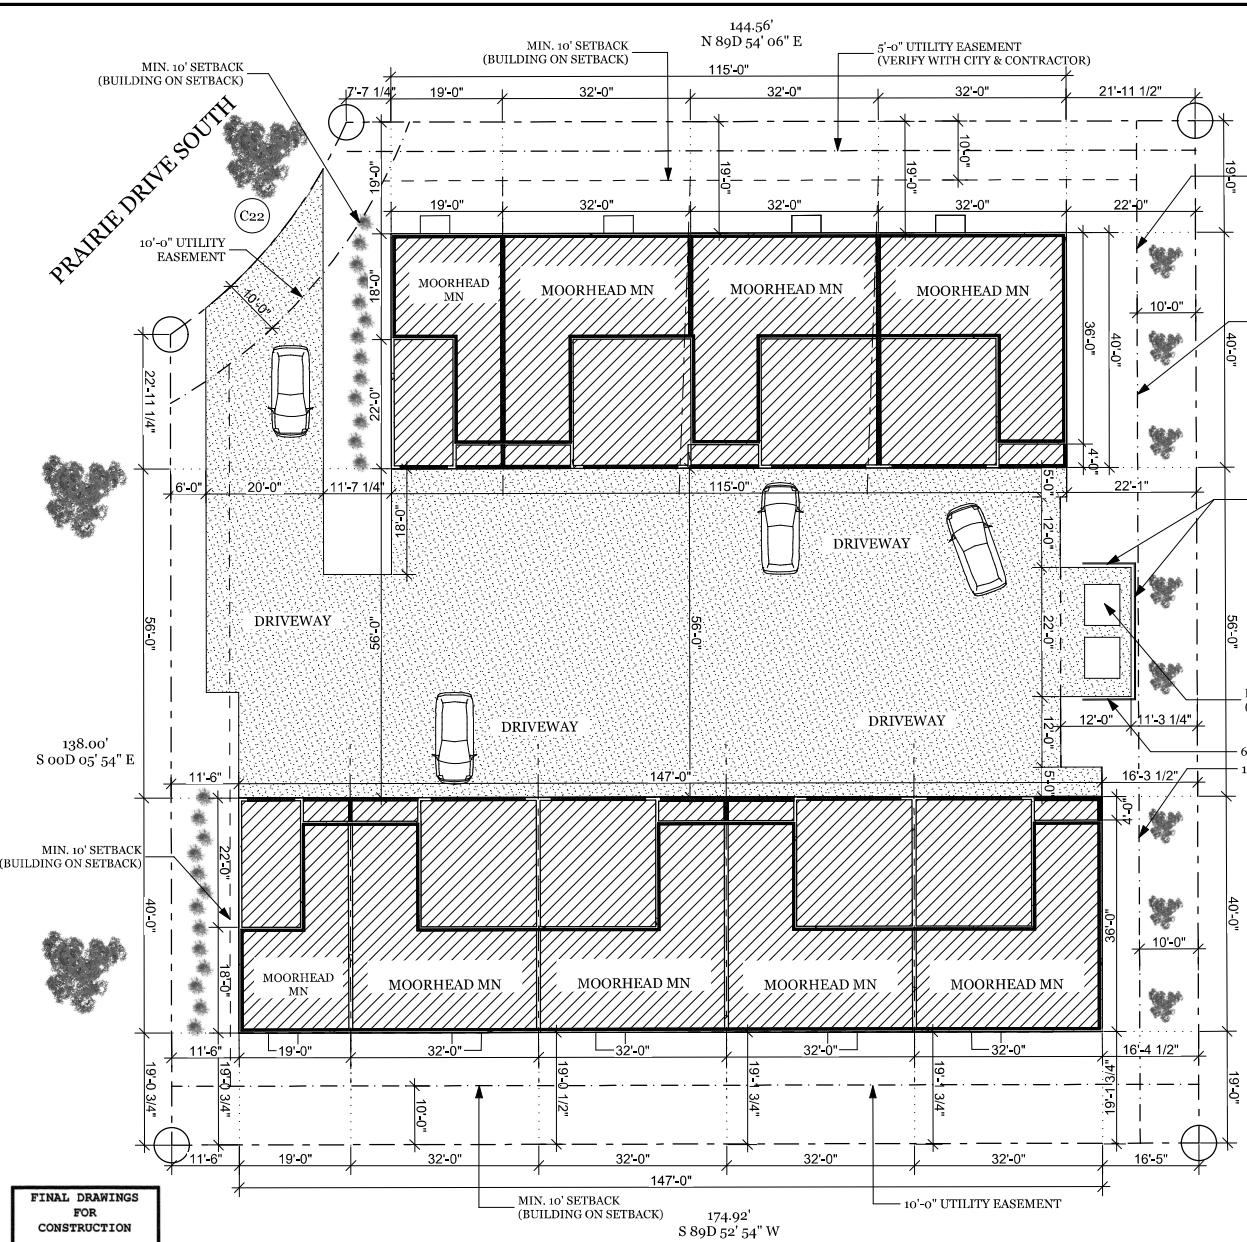 144.56'
N 89D 54' 06" E
MIN. 10' SETBACK
(BUILDING ON SETBACK)
5'-0" UTILITY EASEMENT
(VERIFY WITH CITY & CONTRACTOR)
MIN. 10' SETBACK
(BUILDING ON SETBACK)
115'-0"
7'-7 1/4"
19'-0"
32'-0"
32'-0"
32'-0"
21'-11 1/2"
PRAIRIE DRIVE SOUTH
19'-0"
19'-0"
19'-0"
10'-0"
19'-0"
C22
19'-0"
32'-0"
32'-0"
32'-0"
22'-0"
10'-0" UTILITY
EASEMENT
10'-0"
18'-0"
MOORHEAD
MN
MOORHEAD MN
MOORHEAD MN
MOORHEAD MN
10'-0"
36'-0"
40'-0"
40'-0"
22'-11 1/4"
22'-0"
4'-0"
6'-0"
20'-0"
11'-7 1/4"
115'-0"
5'-0"
22'-1"
18'-0"
12'-0"
DRIVEWAY
DRIVEWAY
56'-0"
56'-0"
56'-0"
22'-0"
56'-0"
DRIVEWAY
DRIVEWAY
12'-0"
12'-0"
11'-3 1/4"
138.00'
S 00D 05' 54" E
6
1
11'-6"
147'-0"
5'-0"
16'-3 1/2"
4'-0"
MIN. 10' SETBACK
(BUILDING ON SETBACK)
22'-0"
40'-0"
36'-0"
40'-0"
10'-0"
18'-0"
MOORHEAD
MN
MOORHEAD MN
MOORHEAD MN
MOORHEAD MN
MOORHEAD MN
11'-6"
19'-0"
32'-0"
32'-0"
32'-0"
32'-0"
16'-4 1/2"
19'-0 3/4"
19'-0 3/4"
10'-0"
19'-0 1/2"
19'-1 3/4"
19'-1 3/4"
19'-1 3/4"
19'-0"
11'-6"
19'-0"
32'-0"
32'-0"
32'-0"
32'-0"
16'-5"
147'-0"
MIN. 10' SETBACK
(BUILDING ON SETBACK)
10'-0" UTILITY EASEMENT
174.92'
S 89D 52' 54" W
FINAL DRAWINGS
FOR
CONSTRUCTION